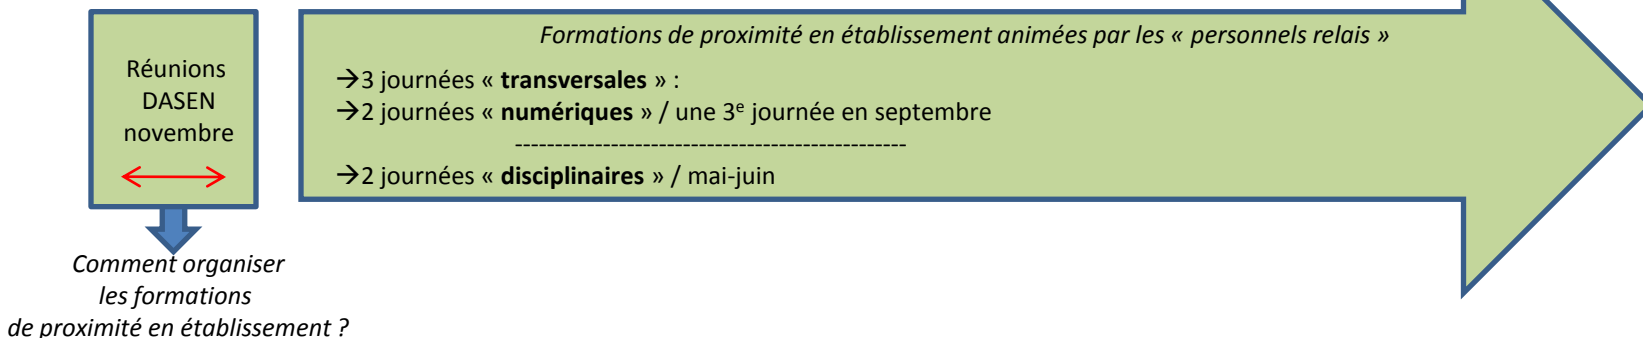 Réunions
DASEN
novembre
Comment organiser
les formations
de proximité en établissement ?
Formations de proximité en établissement animées par les « personnels relais »
→3 journées « transversales » :
→2 journées « numériques » / une 3e journée en septembre
-------------------------------------------------
→2 journées « disciplinaires » / mai-juin